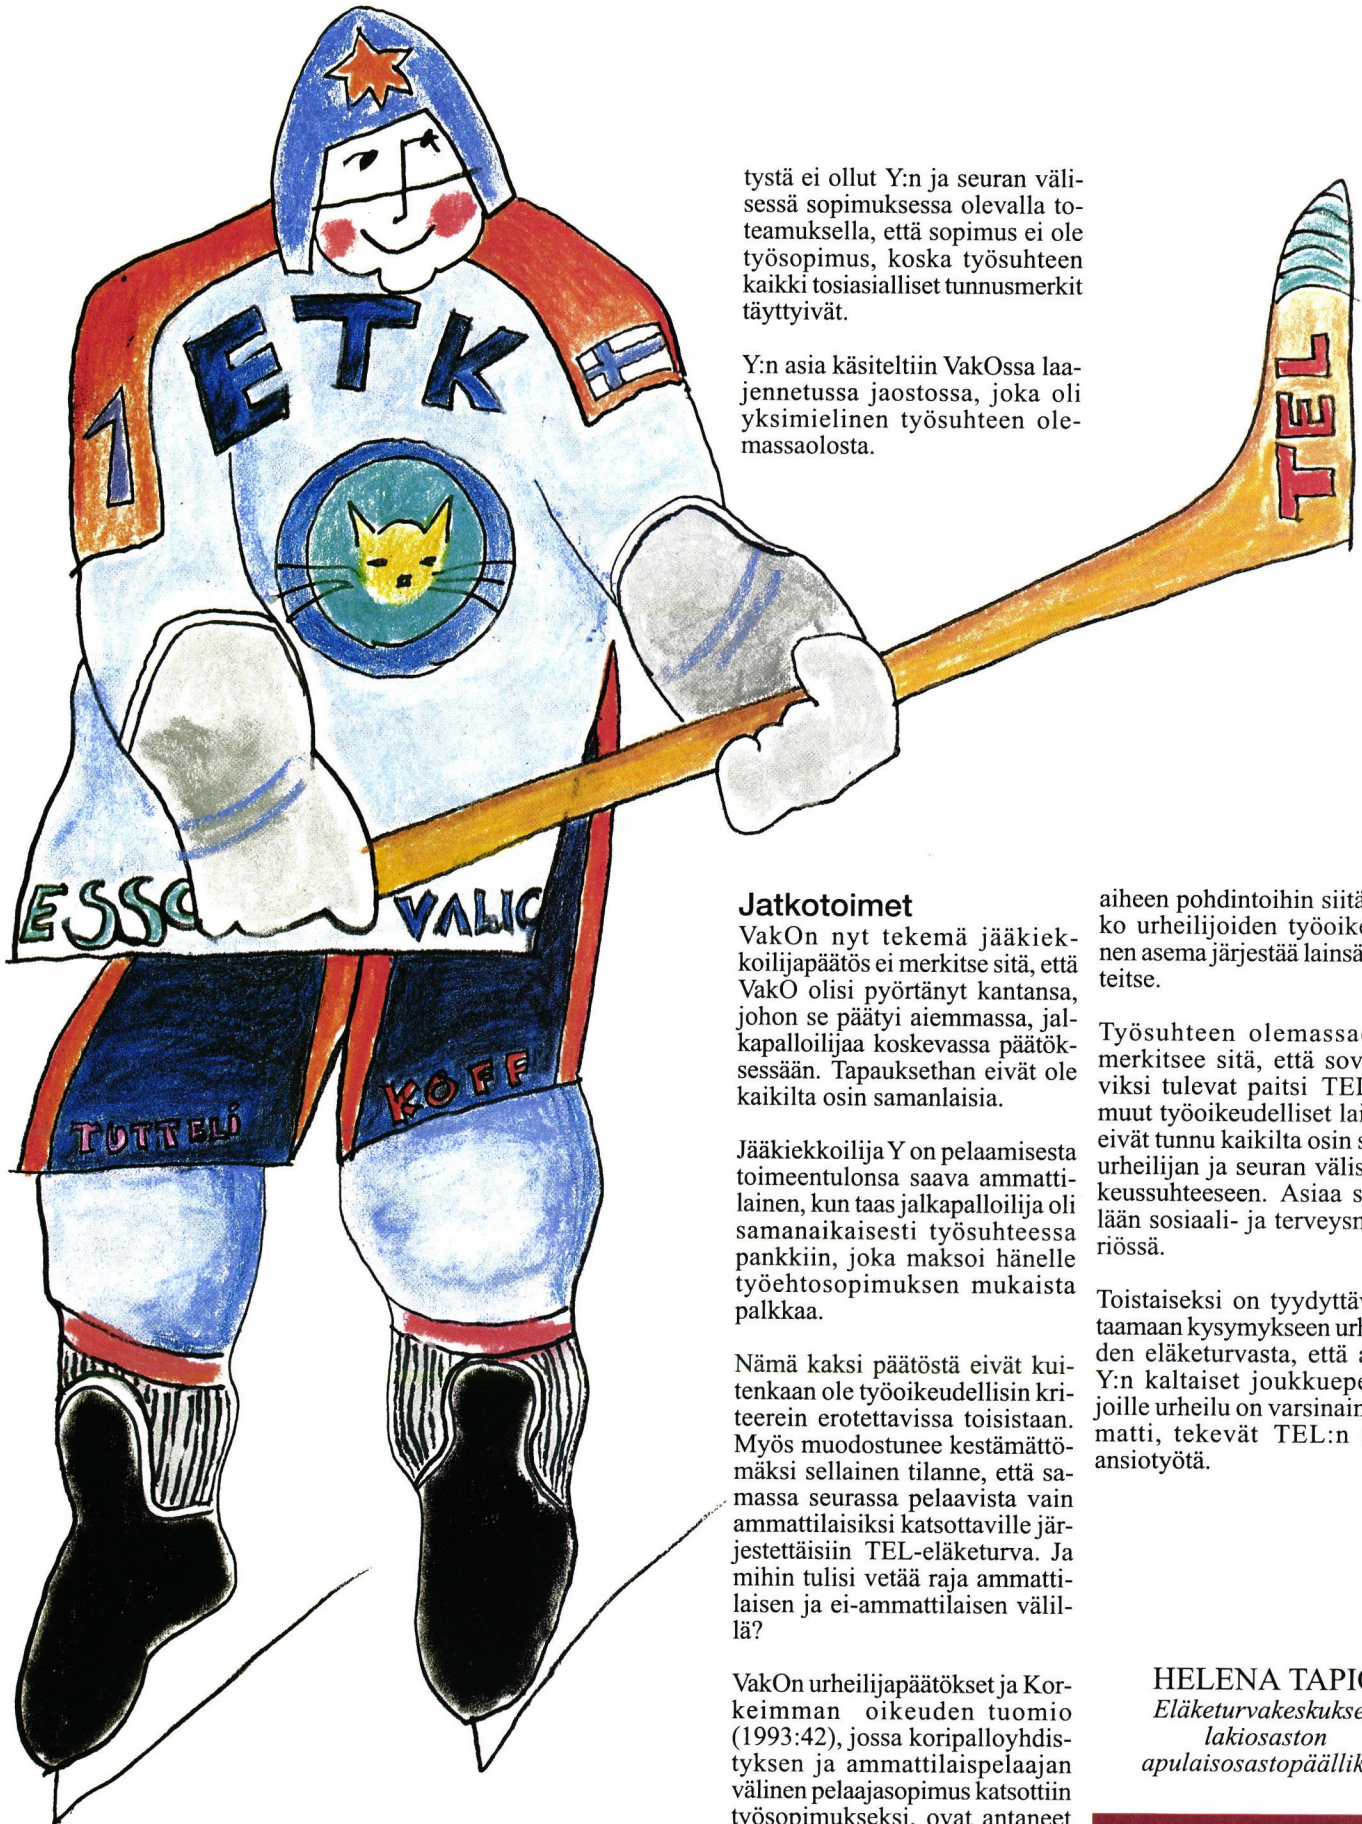 ETK
1
TEL
ESSO
VALIO
TUTTELI
KOFF
tystä ei ollut Y:n ja seuran väli-
sessä sopimuksessa olevalla to-
teamuksella, että sopimus ei ole
työsopimus, koska työsuhteen
kaikki tosiasialliset tunnusmerkit
täyttyivät.
Y:n asia käsiteltiin VakOssa laa-
jennetussa jaostossa, joka oli
yksimielinen työsuhteen ole-
massaolosta.
Jatkotoimet
VakOn nyt tekemä jääkiek-
koilijapäätös ei merkitse sitä, että
VakO olisi pyörtänyt kantansa,
johon se päätyi aiemmassa, jal-
kapalloilijaa koskevassa päätök-
sessään. Tapauksethan eivät ole
kaikilta osin samanlaisia.
Jääkiekkoilija Y on pelaamisesta
toimeentulonsa saava ammatti-
lainen, kun taas jalkapalloilija oli
samanaikaisesti työsuhteessa
pankkiin, joka maksoi hänelle
työehtosopimuksen mukaista
palkkaa.
Nämä kaksi päätöstä eivät kui-
tenkaan ole työoikeudellisin kri-
teerein erotettavissa toisistaan.
Myös muodostunee kestämättö-
mäksi sellainen tilanne, että sa-
massa seurassa pelaavista vain
ammattilaisiksi katsottaville jär-
jestettäisiin TEL-eläketurva. Ja
mihin tulisi vetää raja ammatti-
laisen ja ei-ammattilaisen välil-
lä?
VakOn urheilijapäätökset ja Kor-
keimman oikeuden tuomio
(1993:42), jossa koripalloyhdis-
tyksen ja ammattilaispelaajan
välinen pelaajasopimus katsottiin
työsopimukseksi, ovat antaneet
aiheen pohdintoihin siitä
ko urheilijoiden työoike
nen asema järjestää lainsä
teitse.
Työsuhteen olemassao
merkitsee sitä, että sov
viksi tulevat paitsi TEL
muut työoikeudelliset lai
eivät tunnu kaikilta osin s
urheilijan ja seuran välis
keussuhteeseen. Asiaa s
lään sosiaali- ja terveysm
riössä.
Toistaiseksi on tyydyttäv
taamaan kysymykseen urh
den eläketurvasta, että a
Y:n kaltaiset joukkuepe
joille urheilu on varsinain
matti, tekevät TEL:n
ansiotyötä.
HELENA TAPIO
Eläketurvakeskukse
lakiosaston
apulaisosastopäällik